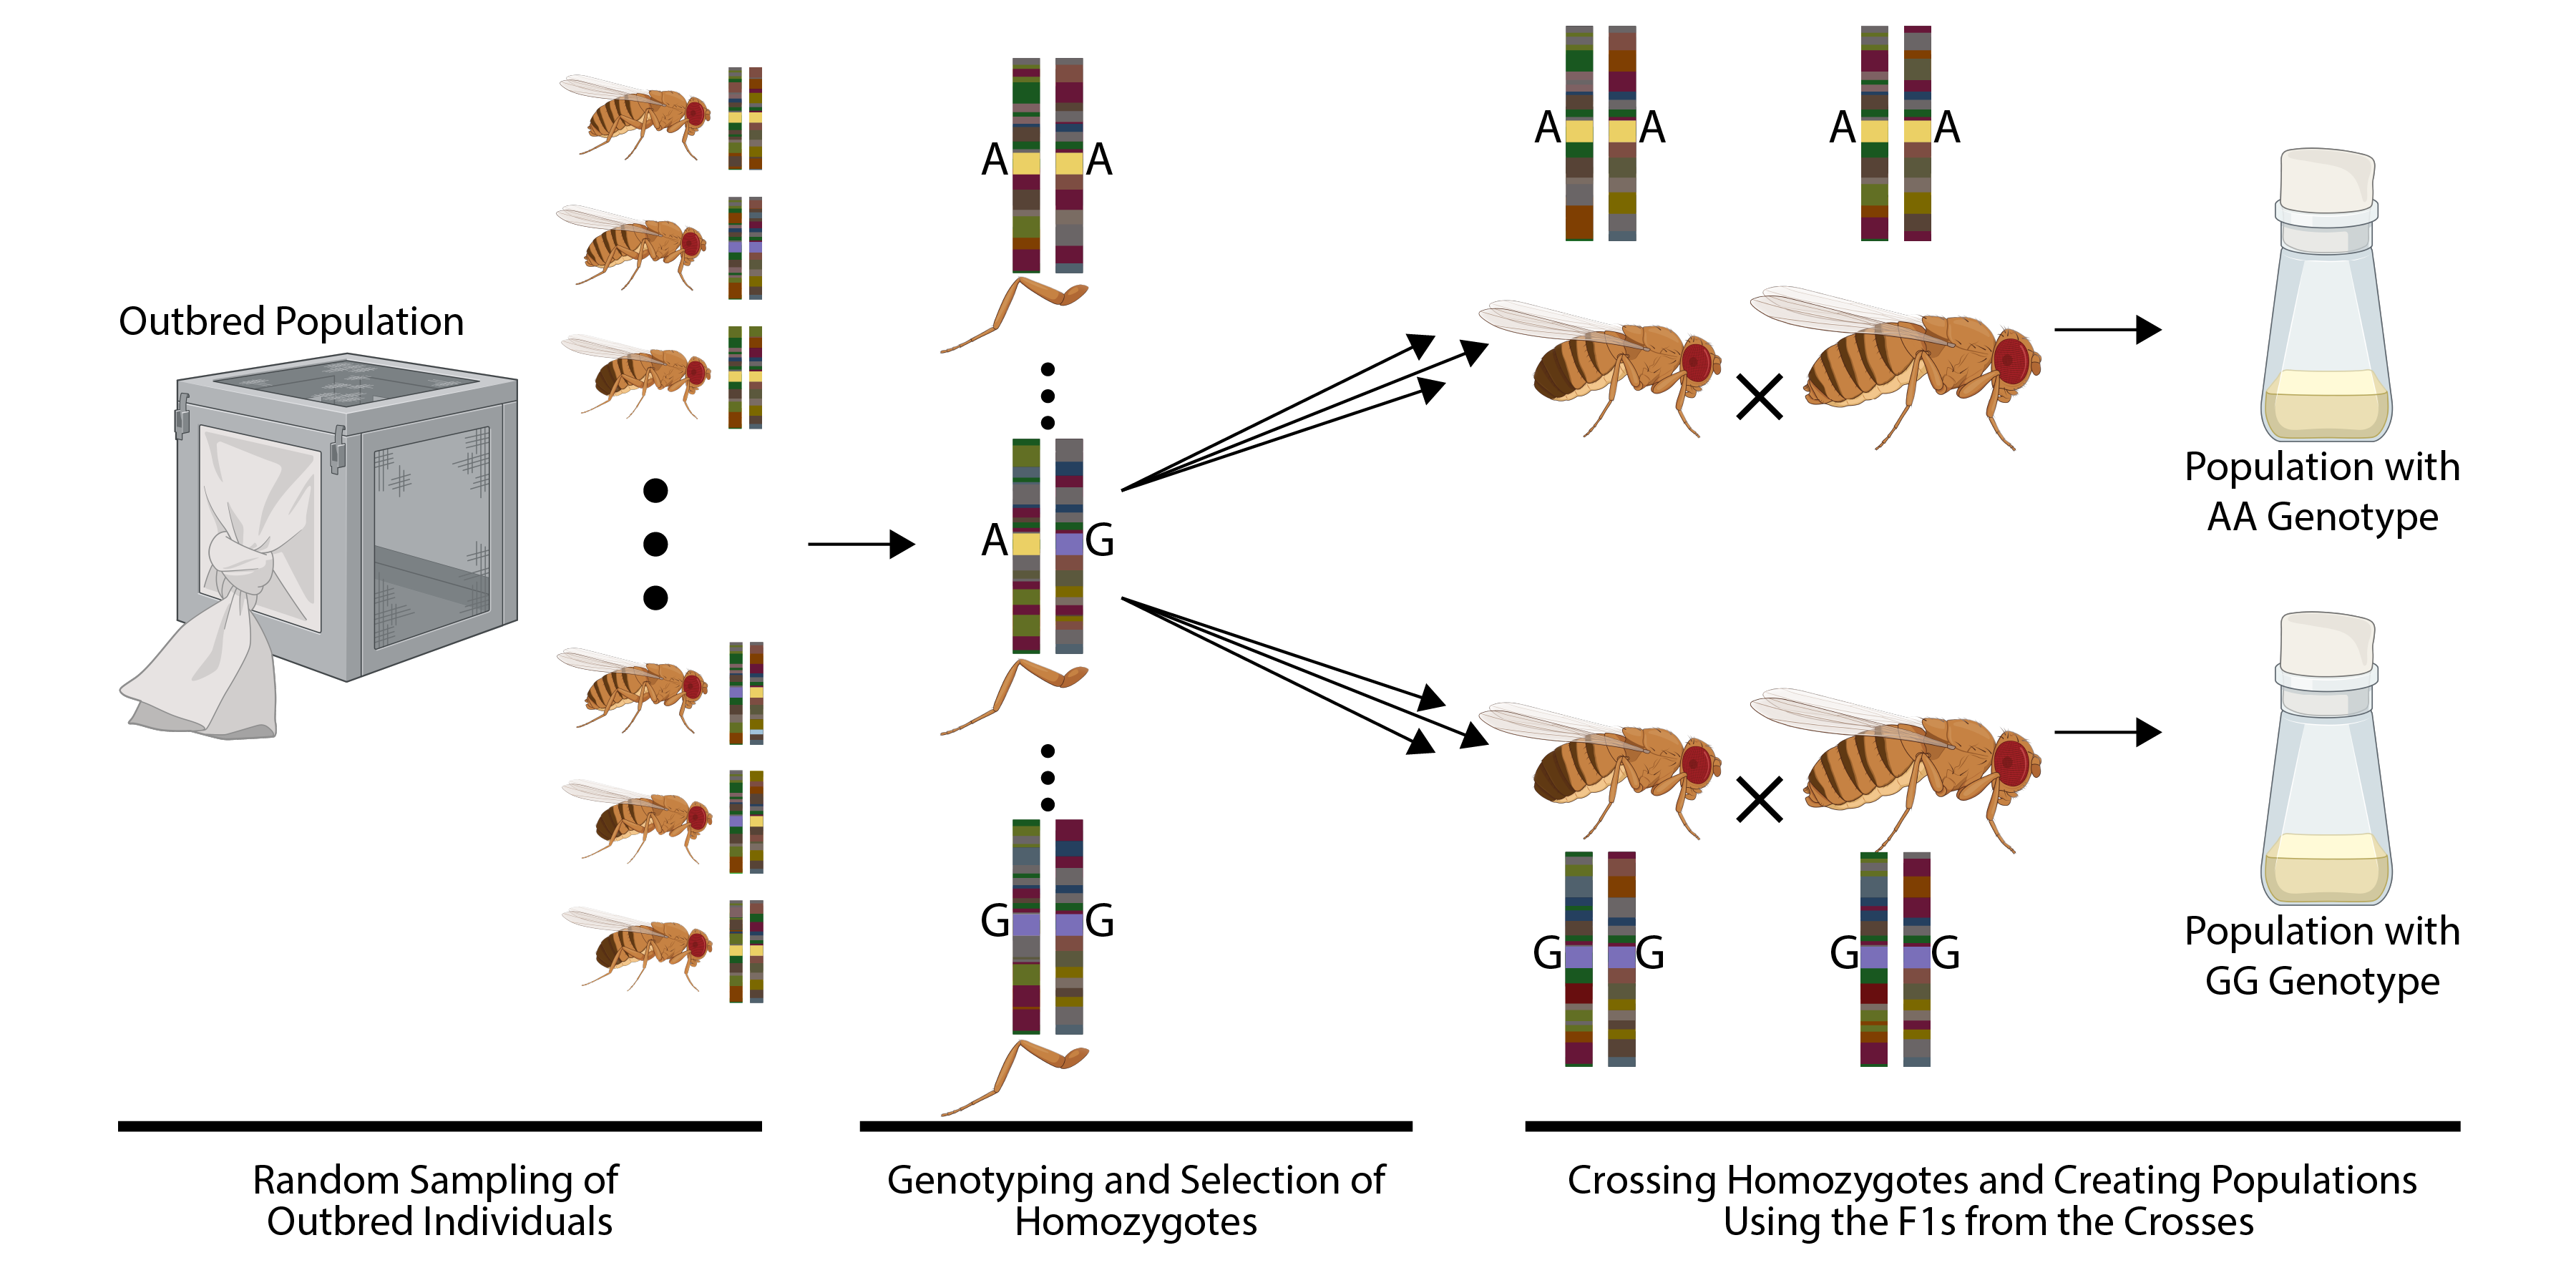 Outbred Population
A A
A G
G G
A A
A A
Population with
AA Genotype
G G
G G
Population with
GG Genotype
Random Sampling of
Outbred Individuals
Genotyping and Selection of
Homozygotes
Crossing Homozygotes and Creating Populations
Using the F1s from the Crosses